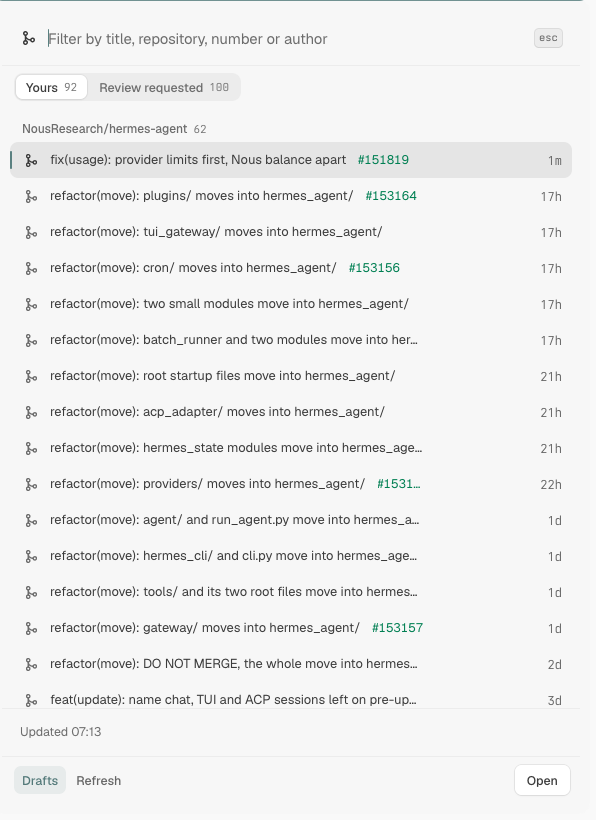 Filter by title, repository, number or author esc
Yours 92 Review requested 100
NousResearch/hermes-agent 62
fix(usage): provider limits first, Nous balance apart #151819 1m
refactor(move): plugins/ moves into hermes_agent/ #153164 17h
refactor(move): tui_gateway/ moves into hermes_agent/ 17h
refactor(move): cron/ moves into hermes_agent/ #153156 17h
refactor(move): two small modules move into hermes_agent/ 17h
refactor(move): batch_runner and two modules move into her… 17h
refactor(move): root startup files move into hermes_agent/ 21h
refactor(move): acp_adapter/ moves into hermes_agent/ 21h
refactor(move): hermes_state modules move into hermes_age… 21h
refactor(move): providers/ moves into hermes_agent/ #1531… 22h
refactor(move): agent/ and run_agent.py move into hermes_a… 1d
refactor(move): hermes_cli/ and cli.py move into hermes_age… 1d
refactor(move): tools/ and its two root files move into hermes… 1d
refactor(move): gateway/ moves into hermes_agent/ #153157 1d
refactor(move): DO NOT MERGE, the whole move into hermes… 2d
feat(update): name chat, TUI and ACP sessions left on pre-up… 3d
Updated 07:13
Drafts Refresh Open